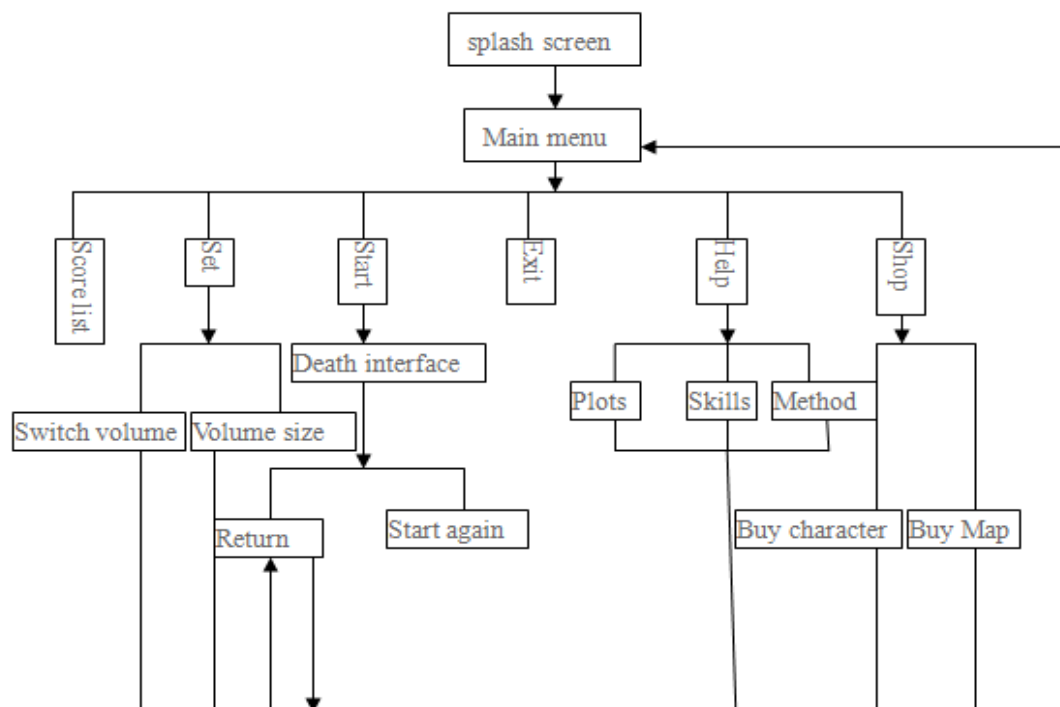 splash screen
Main menu
Score list
Set
Start
Exit
Help
Shop
Death interface
Plots
Skills
Method
Switch volume
Volume size
Return
Start again
Buy character
Buy Map